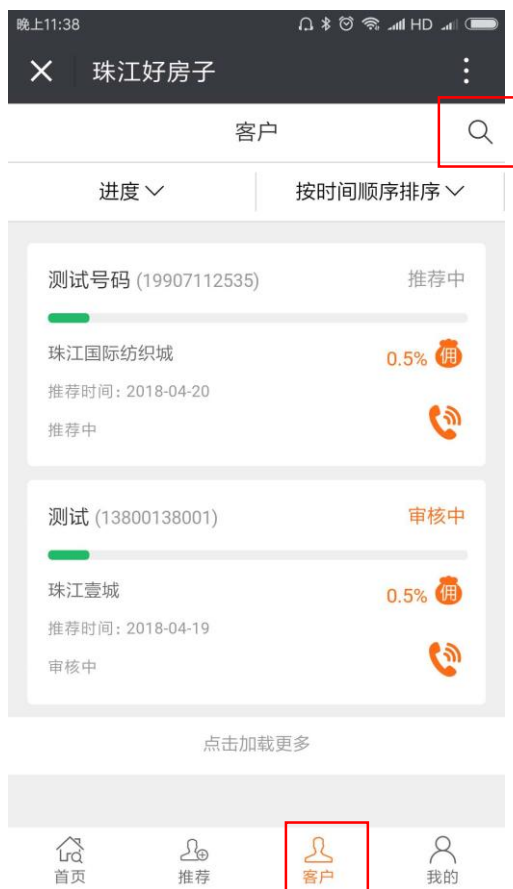 晚上11:38 HD
珠江好房子
客户
进度 按时间顺序排序
测试号码 (19907112535) 推荐中
珠江国际纺织城 0.5% 佣
推荐时间：2018-04-20
推荐中
测试 (13800138001) 审核中
珠江壹城 0.5% 佣
推荐时间：2018-04-19
审核中
点击加载更多
首页 推荐 客户 我的